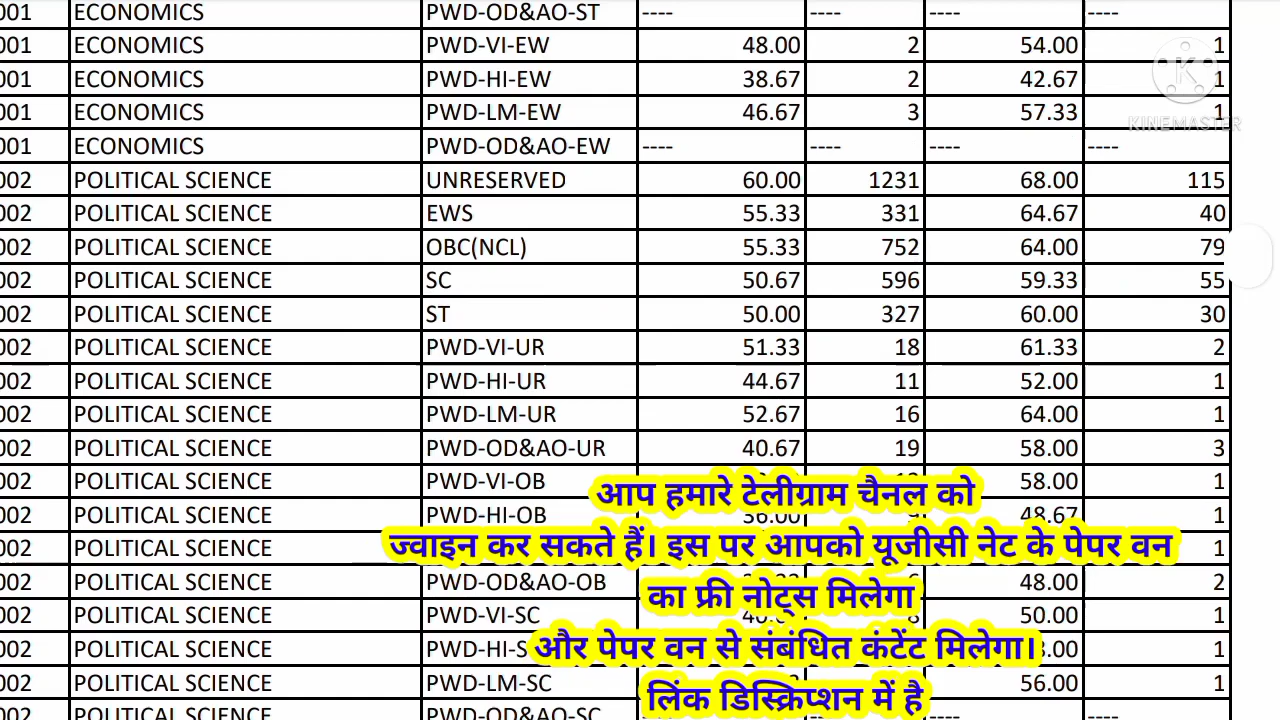 001 ECONOMICS PWD-OD&AO-ST ---- ---- ---- ----
001 ECONOMICS PWD-VI-EW 48.00 2 54.00 1
001 ECONOMICS PWD-HI-EW 38.67 2 42.67 1
001 ECONOMICS PWD-LM-EW 46.67 3 57.33 1
KINEMASTER
001 ECONOMICS PWD-OD&AO-EW ---- ---- ---- ----
002 POLITICAL SCIENCE UNRESERVED 60.00 1231 68.00 115
002 POLITICAL SCIENCE EWS 55.33 331 64.67 40
002 POLITICAL SCIENCE OBC(NCL) 55.33 752 64.00 79
002 POLITICAL SCIENCE SC 50.67 596 59.33 55
002 POLITICAL SCIENCE ST 50.00 327 60.00 30
002 POLITICAL SCIENCE PWD-VI-UR 51.33 18 61.33 2
002 POLITICAL SCIENCE PWD-HI-UR 44.67 11 52.00 1
002 POLITICAL SCIENCE PWD-LM-UR 52.67 16 64.00 1
002 POLITICAL SCIENCE PWD-OD&AO-UR 40.67 19 58.00 3
002 POLITICAL SCIENCE PWD-VI-OB 58.00 1
आप हमारे टेलीग्राम चैनल को
002 POLITICAL SCIENCE PWD-HI-OB 48.67 1
ज्वाइन कर सकते हैं। इस पर आपको यूजीसी नेट के पेपर वन
002 POLITICAL SCIENCE 1
002 POLITICAL SCIENCE PWD-OD&AO-OB 48.00 2
का फ्री नोट्स मिलेगा
002 POLITICAL SCIENCE PWD-VI-SC 50.00 1
002 POLITICAL SCIENCE 1
और पेपर वन से संबंधित कंटेंट मिलेगा।
002 POLITICAL SCIENCE PWD-LM-SC 56.00 1
लिंक डिस्क्रिप्शन में है
002 POLITICAL SCIENCE PWD-OD&AO-SC ---- ---- ----